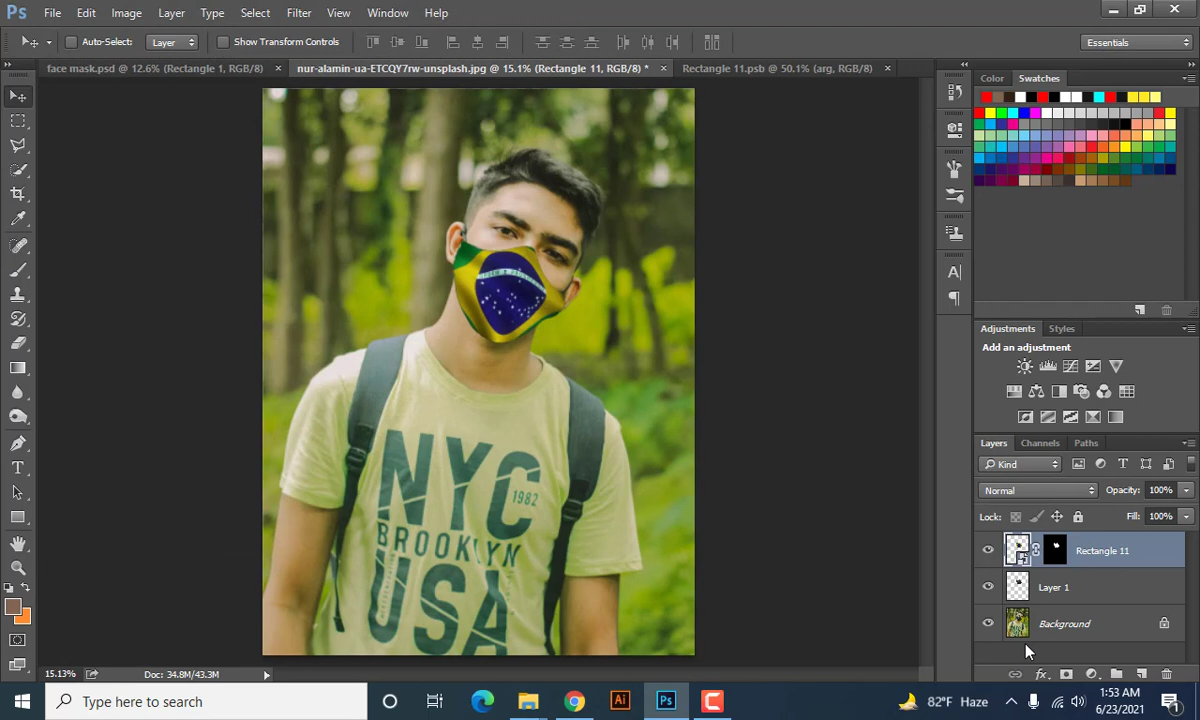 Ps File Edit Image Layer Type Select Filter View Window Help
Auto-Select: Layer Show Transform Controls Essentials
face mask.psd @ 12.6% (Rectangle 1, RGB/8) nur-alamin-ua-ETCQY7rw-unsplash.jpg @ 15.1% (Rectangle 11, RGB/8) * Rectangle 11.psb @ 50.1% (arg, RGB/8)
Color Swatches
Adjustments Styles
Add an adjustment
Layers Channels Paths
Kind
Normal Opacity: 100%
Lock: Fill: 100%
Rectangle 11
Layer 1
Background
NYC
1982
BROOKLYN
USA
15.13% Doc: 34.8M/43.3M
Type here to search
Ai Ps 82°F Haze 1:53 AM
6/23/2021
1